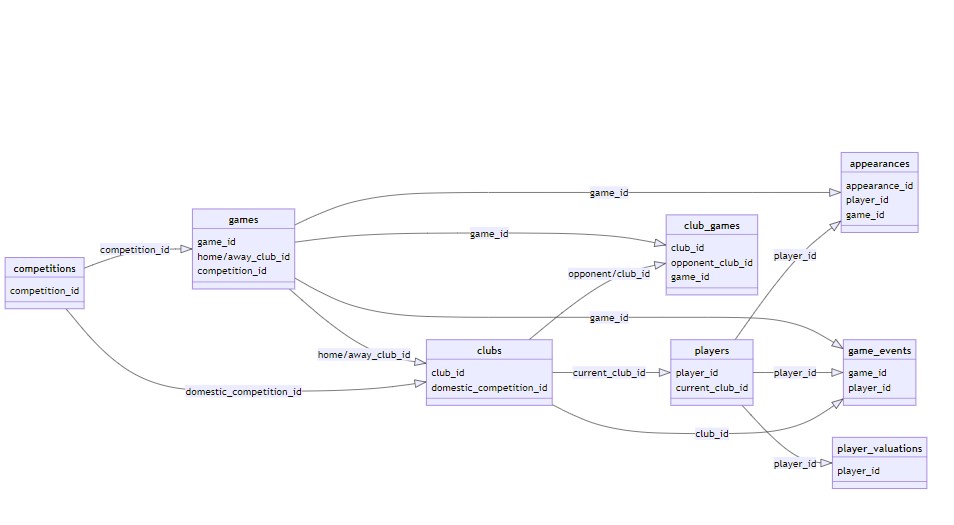 appearances
appearance_id
player_id
game_id
game_id
games
game_id
home/away_club_id
competition_id
club_games
club_id
opponent_club_id
game_id
game_id
competition_id
player_id
competitions
competition_id
opponent/club_id
game_id
home/away_club_id
clubs
club_id
domestic_competition_id
players
player_id
current_club_id
game_events
game_id
player_id
current_club_id
player_id
domestic_competition_id
club_id
player_valuations
player_id
player_id